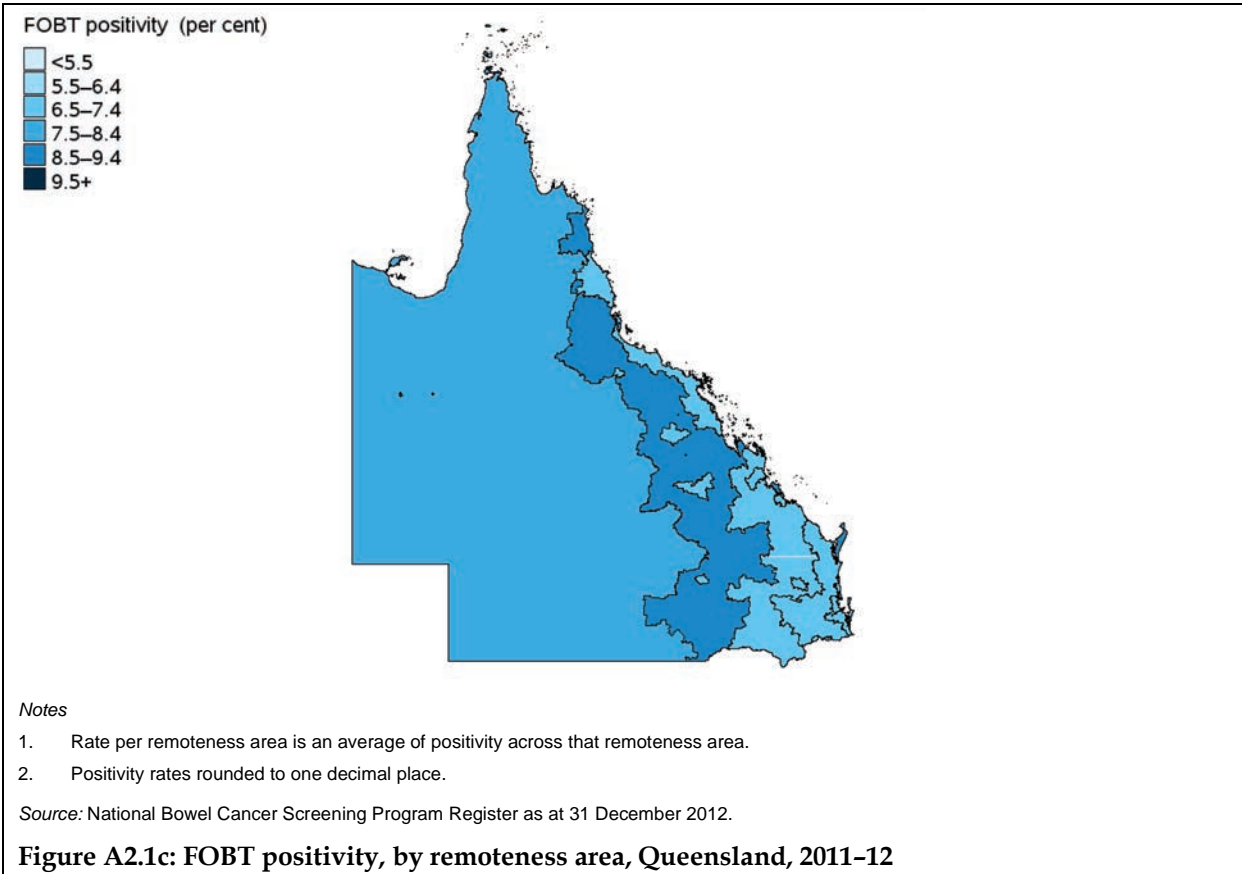 FOBT positivity (per cent)
<5.5
5.5–6.4
6.5–7.4
7.5–8.4
8.5–9.4
9.5+
Notes
1. Rate per remoteness area is an average of positivity across that remoteness area.
2. Positivity rates rounded to one decimal place.
Source: National Bowel Cancer Screening Program Register as at 31 December 2012.
Figure A2.1c: FOBT positivity, by remoteness area, Queensland, 2011–12